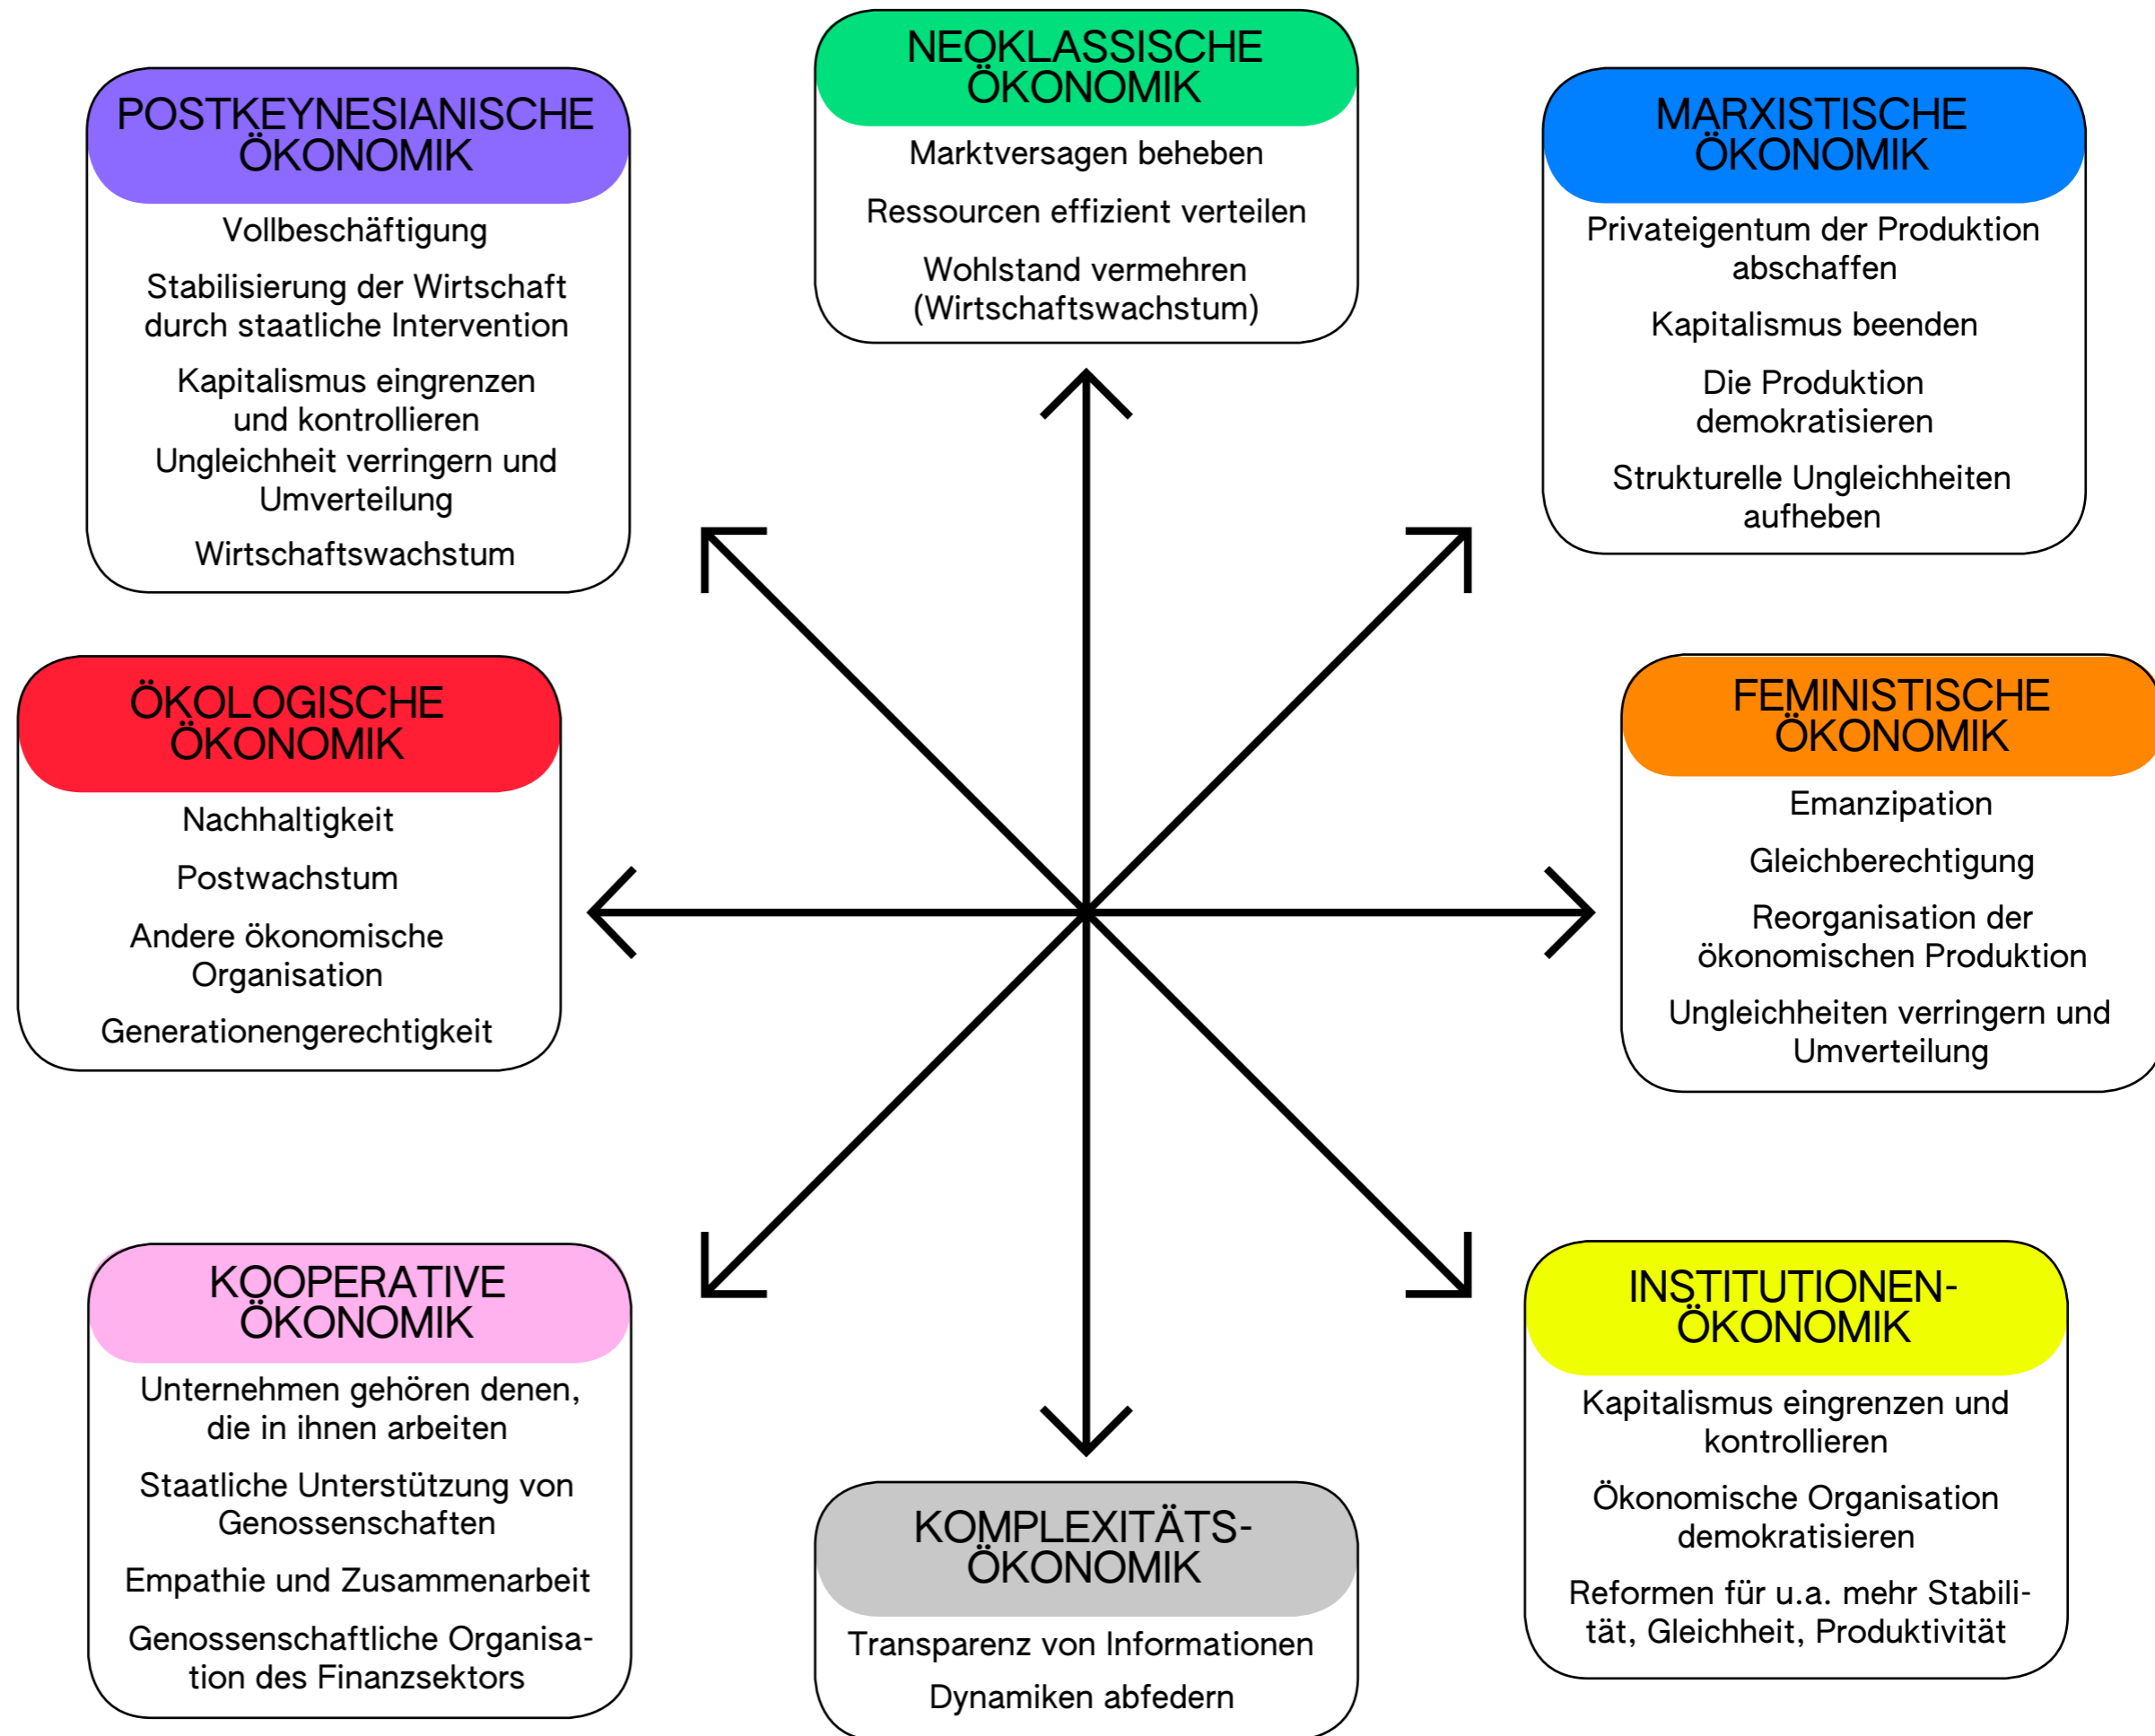 NEOKLASSISCHE
ÖKONOMIK
Marktversagen beheben
Ressourcen effizient verteilen
Wohlstand vermehren
(Wirtschaftswachstum)
POSTKEYNESIANISCHE
ÖKONOMIK
Vollbeschäftigung
Stabilisierung der Wirtschaft
durch staatliche Intervention
Kapitalismus eingrenzen
und kontrollieren
Ungleichheit verringern und
Umverteilung
Wirtschaftswachstum
MARXISTISCHE
ÖKONOMIK
Privateigentum der Produktion
abschaffen
Kapitalismus beenden
Die Produktion
demokratisieren
Strukturelle Ungleichheiten
aufheben
ÖKOLOGISCHE
ÖKONOMIK
Nachhaltigkeit
Postwachstum
Andere ökonomische
Organisation
Generationengerechtigkeit
FEMINISTISCHE
ÖKONOMIK
Emanzipation
Gleichberechtigung
Reorganisation der
ökonomischen Produktion
Ungleichheiten verringern und
Umverteilung
KOOPERATIVE
ÖKONOMIK
Unternehmen gehören denen,
die in ihnen arbeiten
Staatliche Unterstützung von
Genossenschaften
Empathie und Zusammenarbeit
Genossenschaftliche Organisa-
tion des Finanzsektors
INSTITUTIONEN-
ÖKONOMIK
Kapitalismus eingrenzen und
kontrollieren
Ökonomische Organisation
demokratisieren
Reformen für u.a. mehr Stabili-
tät, Gleichheit, Produktivität
KOMPLEXITÄTS-
ÖKONOMIK
Transparenz von Informationen
Dynamiken abfedern